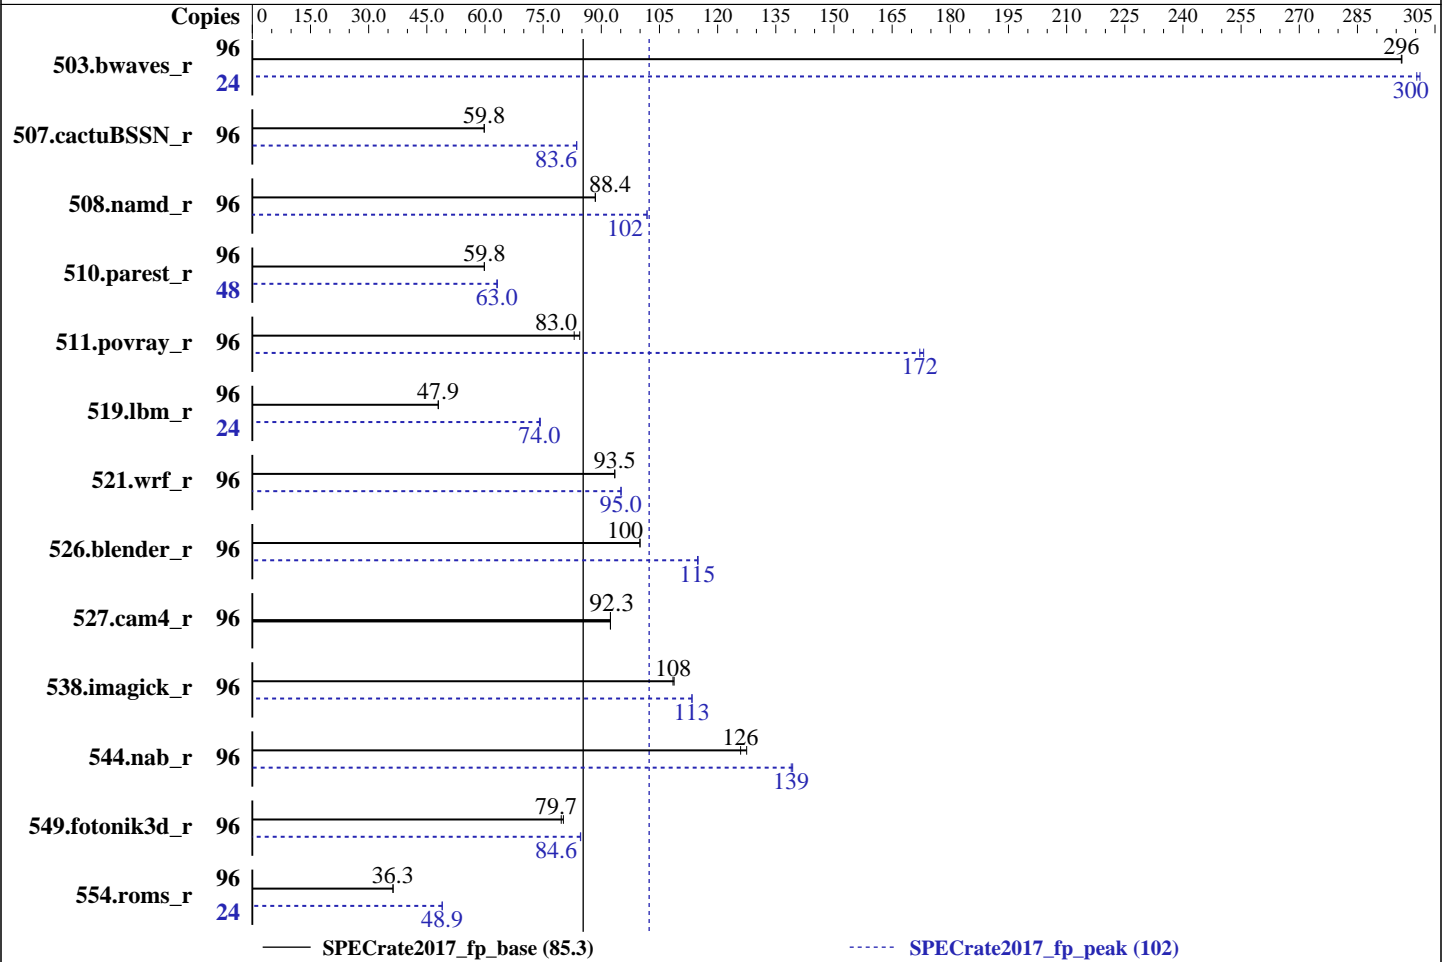 Copies 0 15.0 30.0 45.0 60.0 75.0 90.0 105 120 135 150 165 180 195 210 225 240 255 270 285 305
503.bwaves_r 96 296
24 300
507.cactuBSSN_r 96 59.8
83.6
508.namd_r 96 88.4
102
510.parest_r 96 59.8
48 63.0
511.povray_r 96 83.0
172
519.lbm_r 96 47.9
24 74.0
521.wrf_r 96 93.5
95.0
526.blender_r 96 100
115
527.cam4_r 96 92.3
538.imagick_r 96 108
113
544.nab_r 96 126
139
549.fotonik3d_r 96 79.7
84.6
554.roms_r 96 36.3
24 48.9
SPECrate2017_fp_base (85.3) SPECrate2017_fp_peak (102)